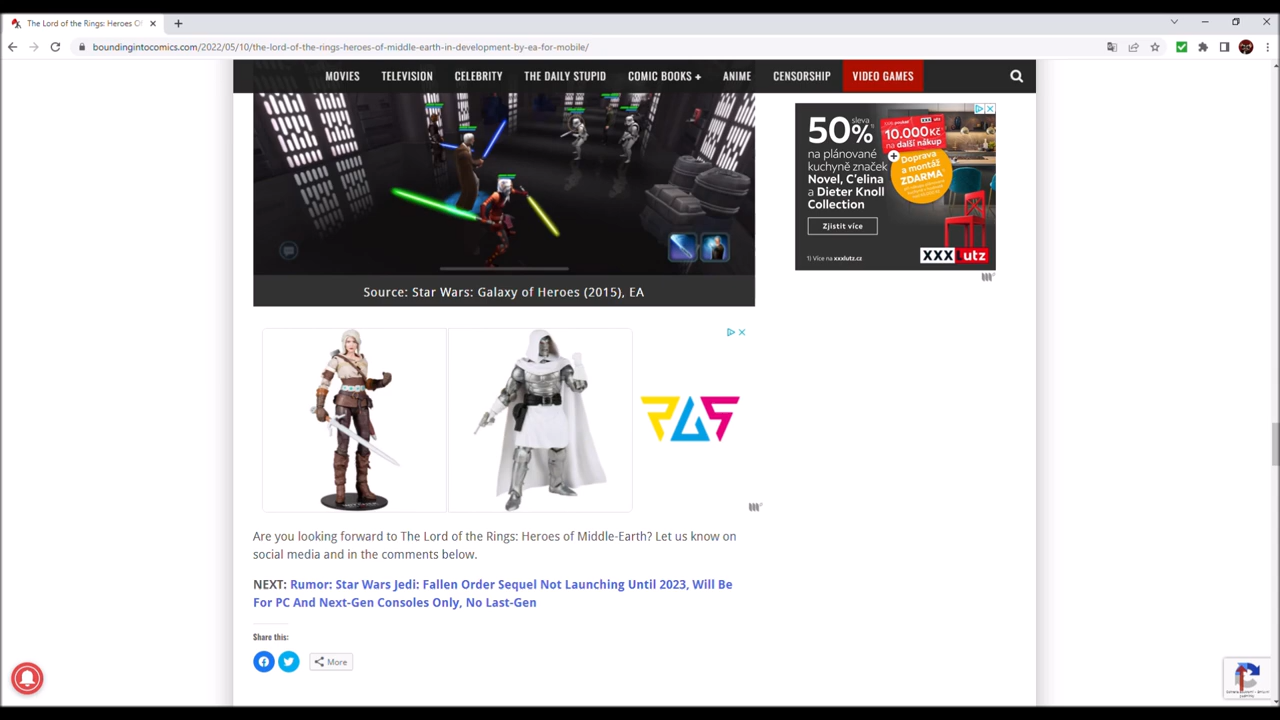 The Lord of the Rings: Heroes Of
boundingintocomics.com/2022/05/10/the-lord-of-the-rings-heroes-of-middle-earth-in-development-by-ea-for-mobile/
MOVIES TELEVISION CELEBRITY THE DAILY STUPID COMIC BOOKS + ANIME CENSORSHIP VIDEO GAMES
Source: Star Wars: Galaxy of Heroes (2015), EA
50% sleva 1)
na plánované
kuchyně značek
Novel, C'elina
a Dieter Knoll
Collection
Zjistit více
1) Více na xxxlutz.cz
10.000Kč
na další nákup
Doprava
a montáž
ZDARMA
XXXLutz
Are you looking forward to The Lord of the Rings: Heroes of Middle-Earth? Let us know on
social media and in the comments below.
NEXT: Rumor: Star Wars Jedi: Fallen Order Sequel Not Launching Until 2023, Will Be
For PC And Next-Gen Consoles Only, No Last-Gen
Share this:
More